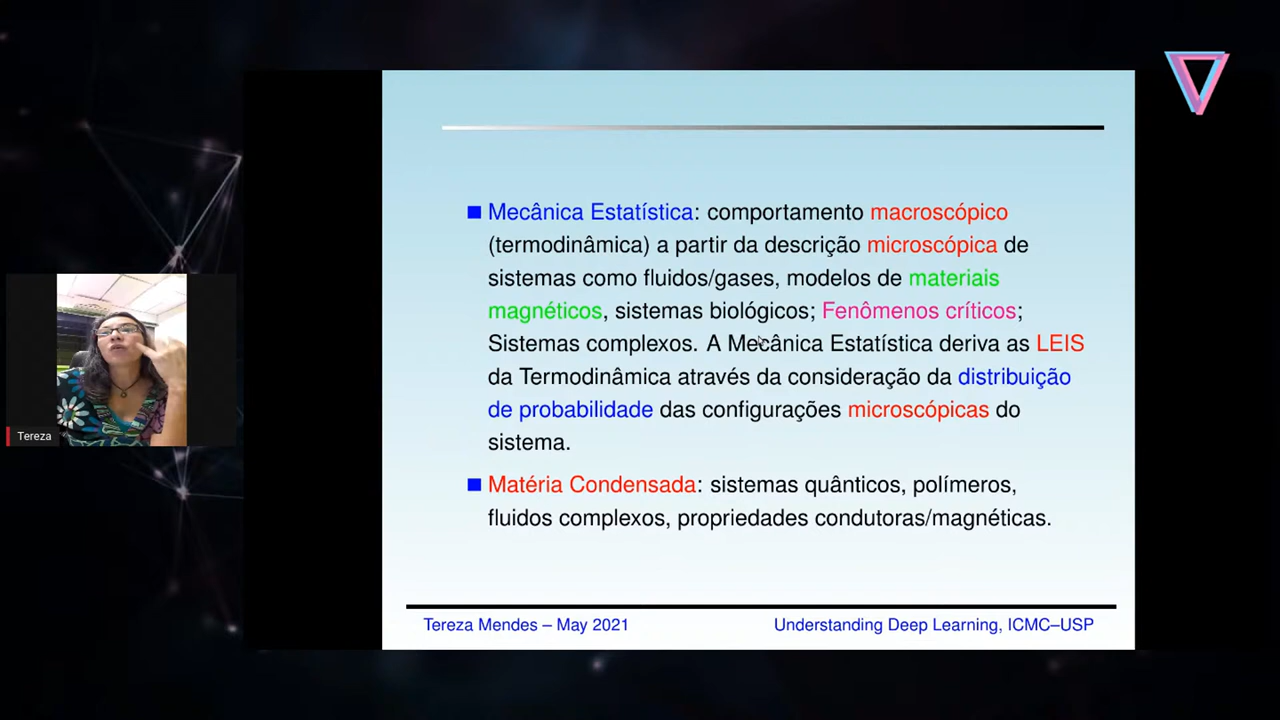 Mecânica Estatística: comportamento macroscópico
(termodinâmica) a partir da descrição microscópica de
sistemas como fluidos/gases, modelos de materiais
magnéticos, sistemas biológicos; Fenômenos críticos;
Sistemas complexos. A Mecânica Estatística deriva as LEIS
da Termodinâmica através da consideração da distribuição
de probabilidade das configurações microscópicas do
sistema.
Matéria Condensada: sistemas quânticos, polímeros,
fluidos complexos, propriedades condutoras/magnéticas.
Tereza
Tereza Mendes – May 2021
Understanding Deep Learning, ICMC–USP